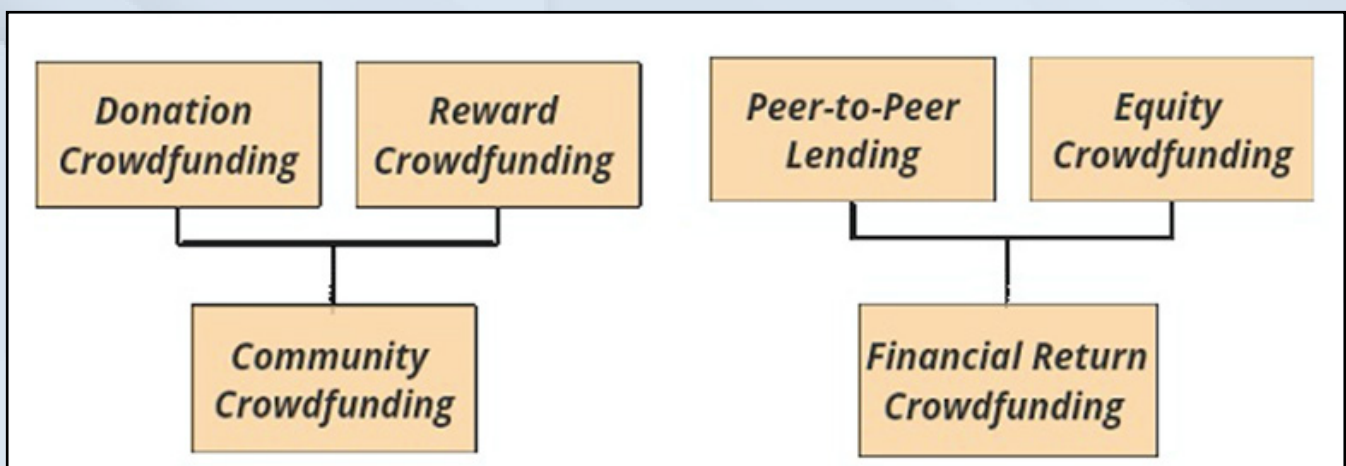 Donation
Crowdfunding
Reward
Crowdfunding
Peer-to-Peer
Lending
Equity
Crowdfunding
Community
Crowdfunding
Financial Return
Crowdfunding